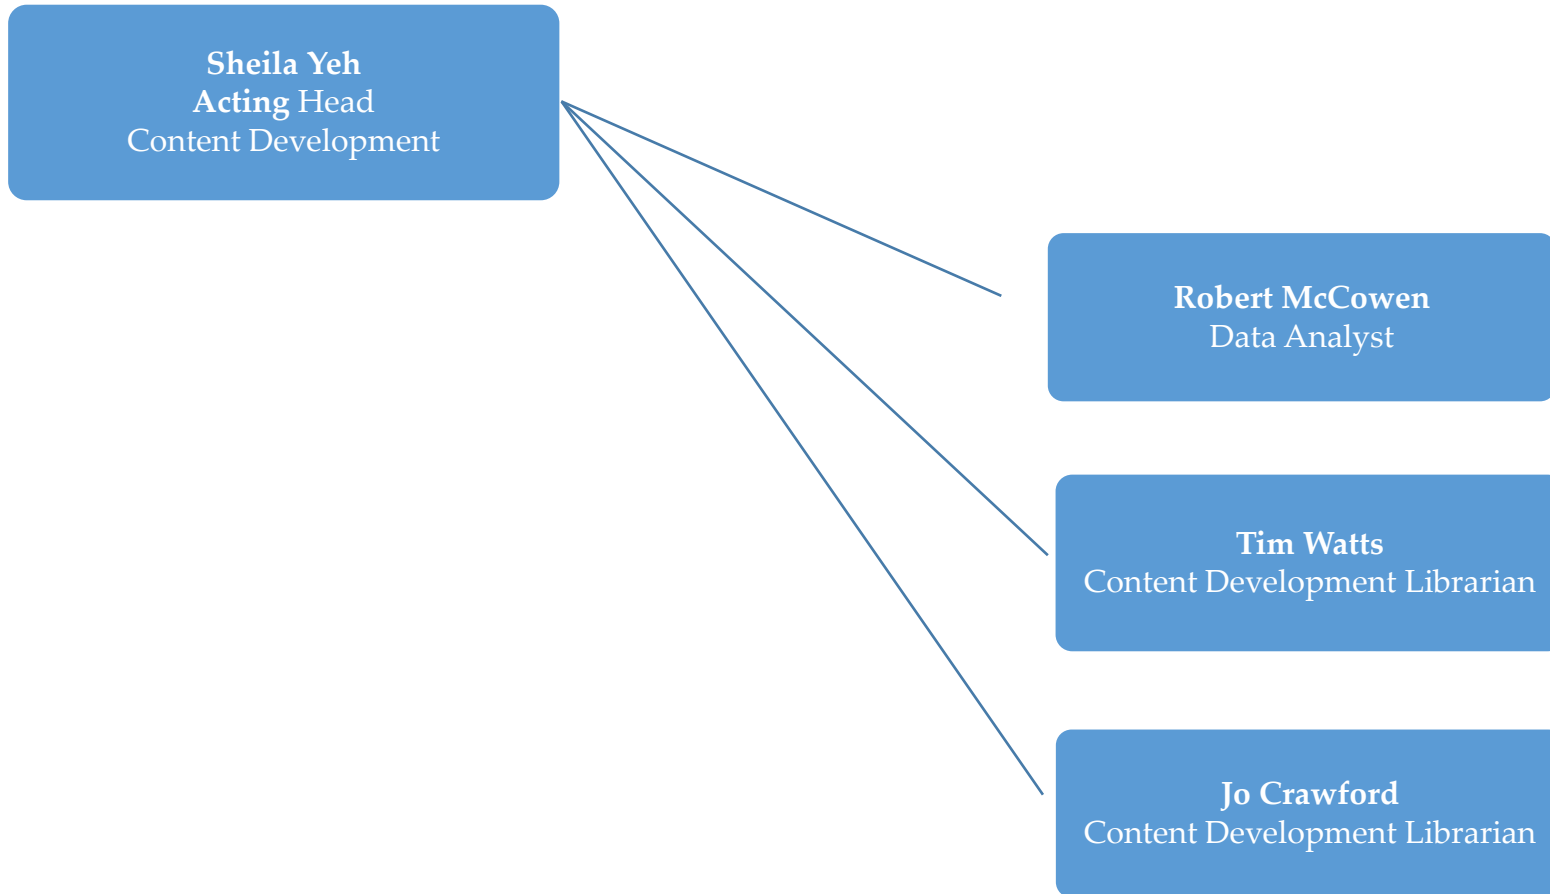 Sheila Yeh
Acting Head
Content Development
Robert McCowen
Data Analyst
Tim Watts
Content Development Librarian
Jo Crawford
Content Development Librarian